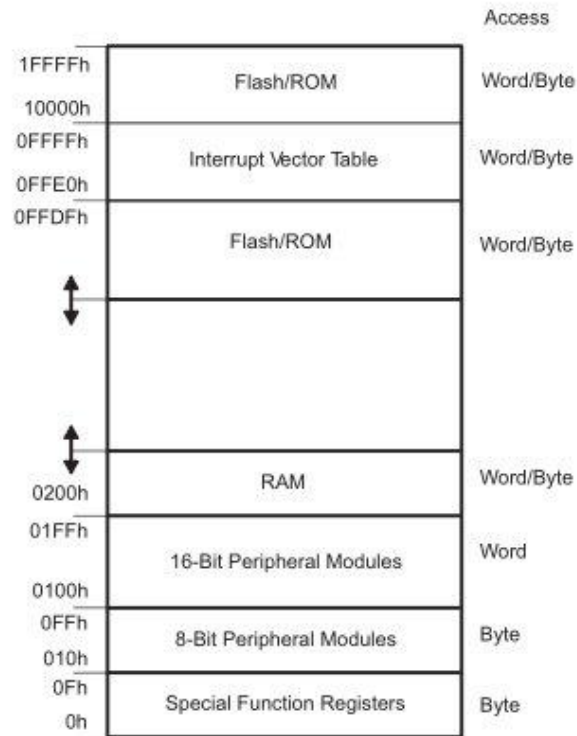 Access
1FFFFh
Flash/ROM
Word/Byte
10000h
0FFFFh
Interrupt Vector Table
Word/Byte
0FFE0h
0FFDFh
Flash/ROM
Word/Byte
RAM
Word/Byte
0200h
01FFh
16-Bit Peripheral Modules
Word
0100h
0FFh
8-Bit Peripheral Modules
Byte
010h
0Fh
Special Function Registers
Byte
0h